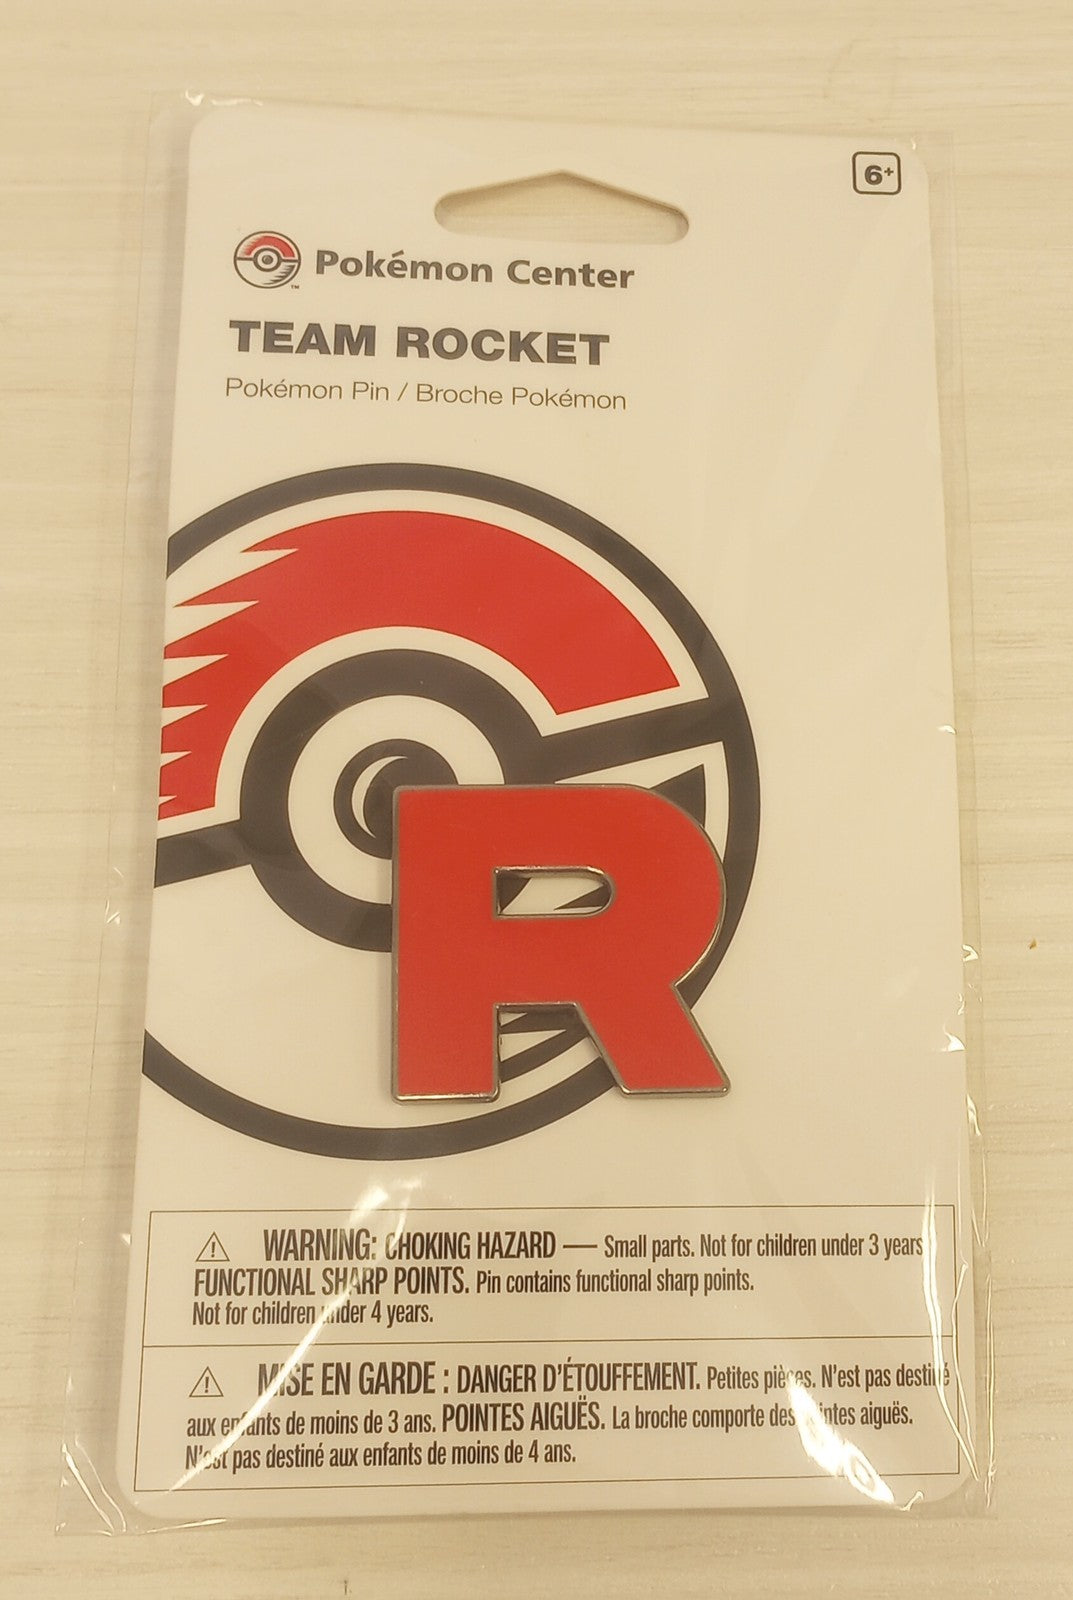 6+
Pokémon Center
TM
TEAM ROCKET
Pokémon Pin / Broche Pokémon
R
WARNING: CHOKING HAZARD — Small parts. Not for children under 3 years
FUNCTIONAL SHARP POINTS. Pin contains functional sharp points.
Not for children under 4 years.
MISE EN GARDE : DANGER D'ÉTOUFFEMENT. Petites pièces. N'est pas destiné
aux enfants de moins de 3 ans. POINTES AIGUËS. La broche comporte des pointes aiguës.
N'est pas destiné aux enfants de moins de 4 ans.